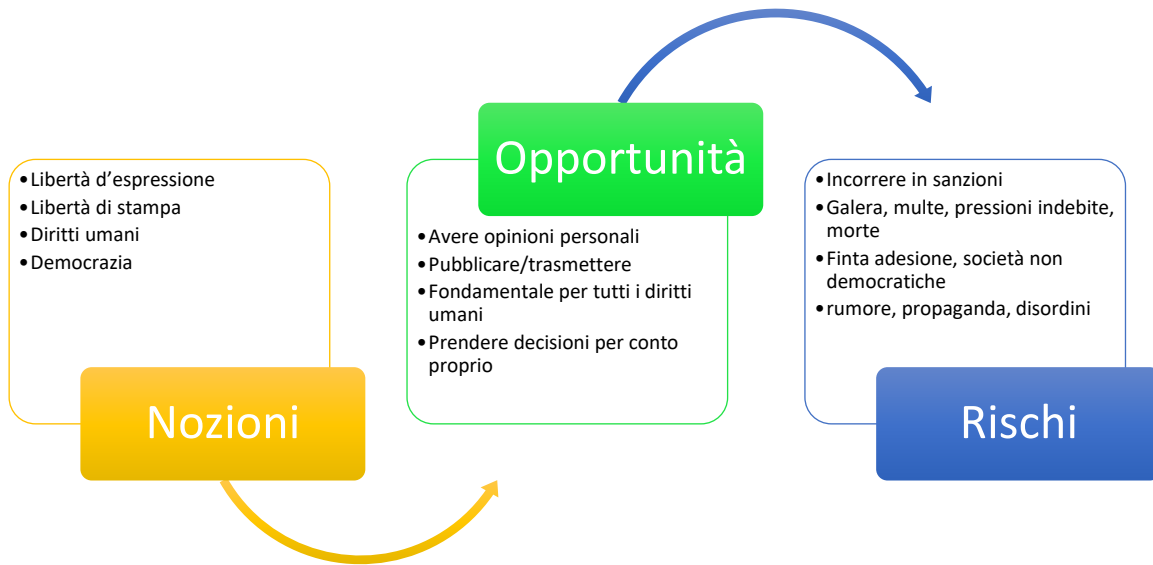 • Libertà d’espressione
• Libertà di stampa
• Diritti umani
• Democrazia
Nozioni
Opportunità
• Avere opinioni personali
• Pubblicare/trasmettere
• Fondamentale per tutti i diritti
umani
• Prendere decisioni per conto
proprio
• Incorrere in sanzioni
• Galera, multe, pressioni indebite,
morte
• Finta adesione, società non
democratiche
• rumore, propaganda, disordini
Rischi